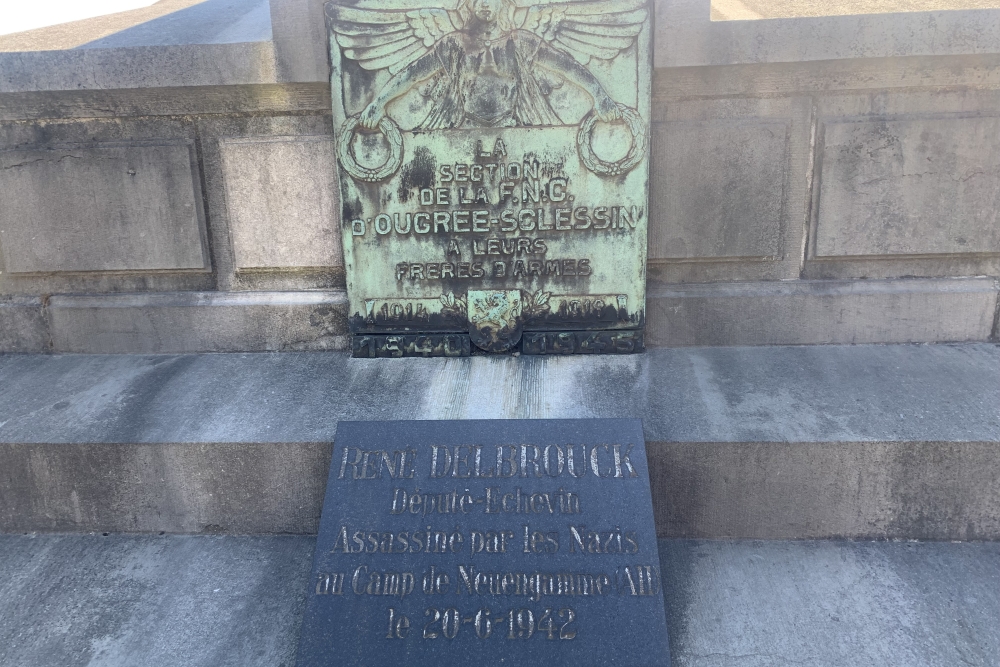 LA
SECTION
DE LA F.N.C.
D'OUGREE-SCLESSIN
A LEURS
FRERES D'ARMES
1914 1918
1940 1945
RENÉ DELBROUCK
Député-Echevin
Assassiné par les Nazis
au Camp de Neuengamme (All)
le 20-6-1942